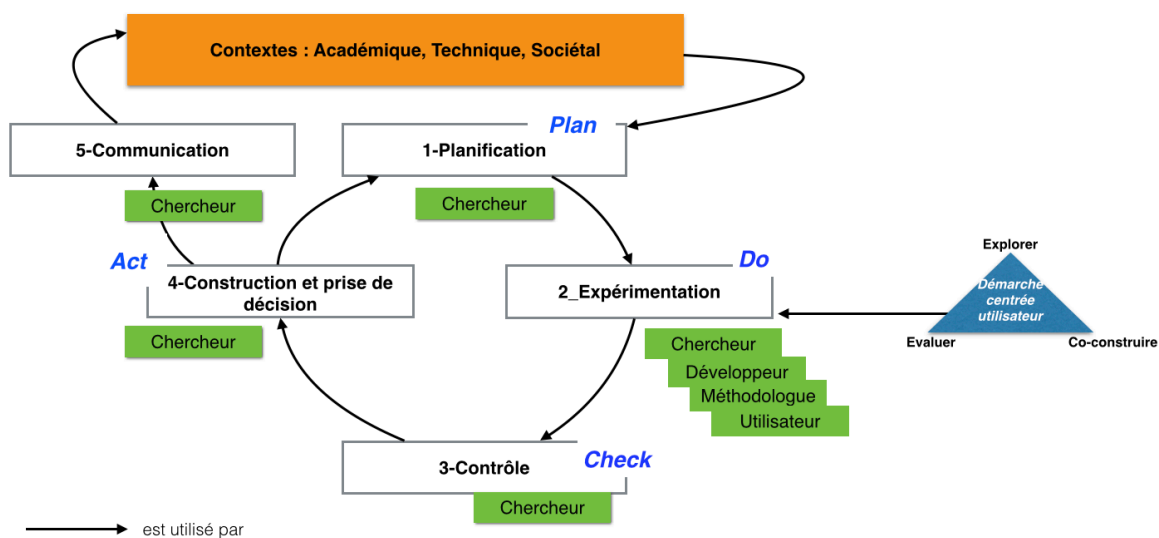 Contextes : Académique, Technique, Sociétal
Plan
5-Communication
1-Planification
Chercheur
Chercheur
Act
Do
4-Construction et prise de
décision
2_Expérimentation
Chercheur
Explorer
Démarche
centrée
utilisateur
Evaluer
Co-construire
Chercheur
Développeur
Méthodologue
Utilisateur
Check
3-Contrôle
Chercheur
est utilisé par